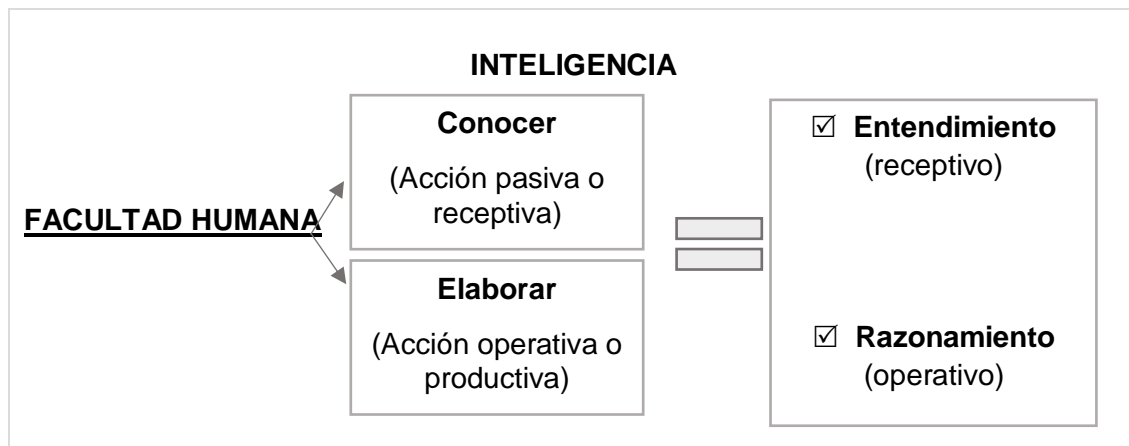 INTELIGENCIA
FACULTAD HUMANA
Conocer
(Acción pasiva o
receptiva)
Elaborar
(Acción operativa o
productiva)
☑ Entendimiento
(receptivo)
☑ Razonamiento
(operativo)